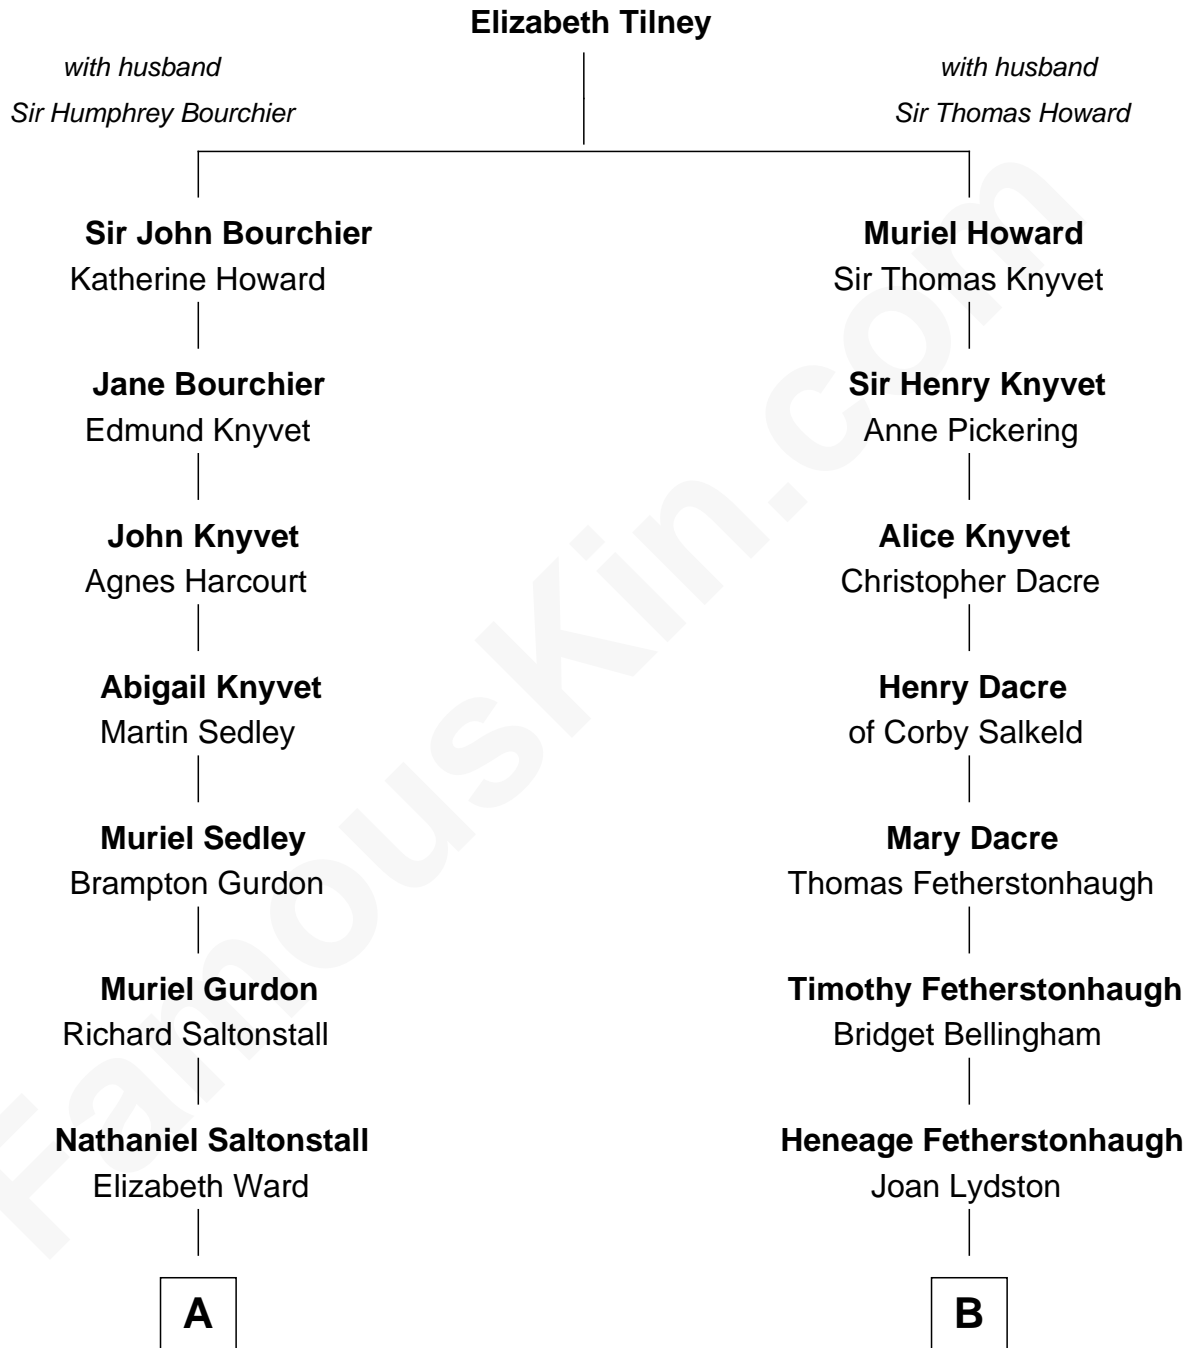 Elizabeth Tilney
with husband
Sir Humphrey Bourchier
with husband
Sir Thomas Howard
Sir John Bourchier
Katherine Howard
Muriel Howard
Sir Thomas Knyvet
Jane Bourchier
Edmund Knyvet
Sir Henry Knyvet
Anne Pickering
John Knyvet
Agnes Harcourt
Alice Knyvet
Christopher Dacre
Abigail Knyvet
Martin Sedley
Henry Dacre
of Corby Salkeld
Muriel Sedley
Brampton Gurdon
Mary Dacre
Thomas Fetherstonhaugh
Muriel Gurdon
Richard Saltonstall
Timothy Fetherstonhaugh
Bridget Bellingham
Nathaniel Saltonstall
Elizabeth Ward
Heneage Fetherstonhaugh
Joan Lydston
A
B
FamousKin.com